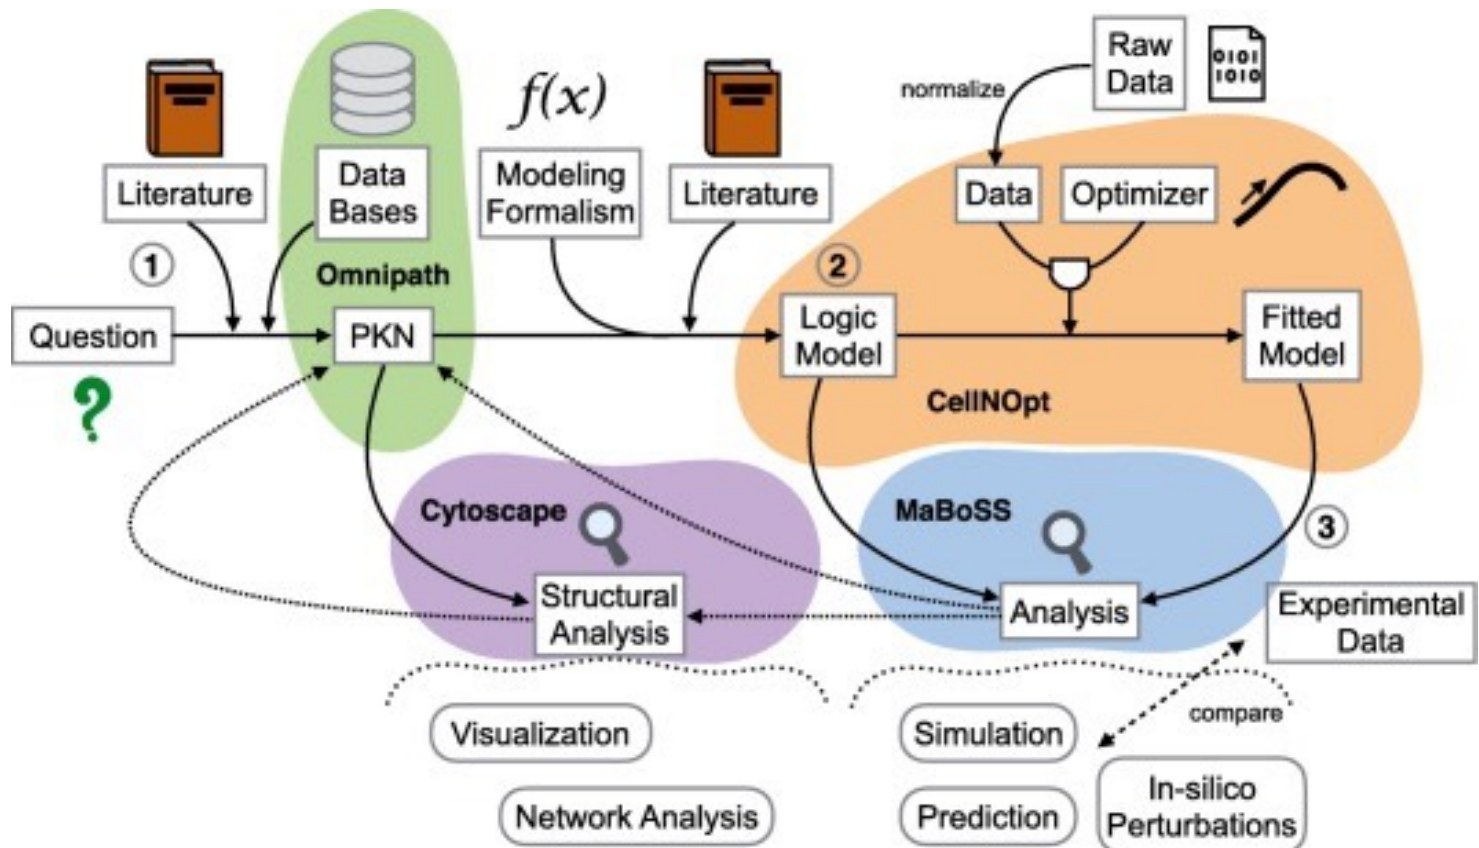 Raw
Data
0101
1010
normalize
f(x)
Literature
Data
Bases
Modeling
Formalism
Literature
Data
Optimizer
1
Omnipath
2
Question
PKN
Logic
Model
Fitted
Model
?
CellNOpt
Cytoscape
MaBoSS
3
Structural
Analysis
Analysis
Experimental
Data
compare
Visualization
Simulation
Network Analysis
Prediction
In-silico
Perturbations